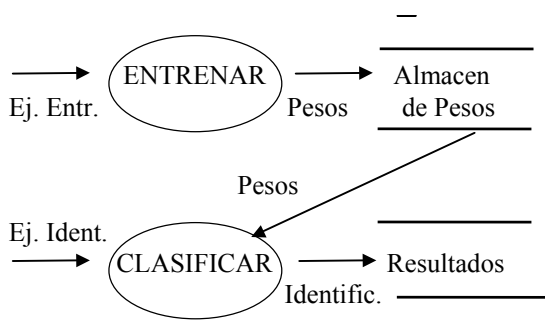 ENTRENAR
Almacen
de Pesos
Ej. Entr.
Pesos
Pesos
Ej. Ident.
CLASIFICAR
Resultados
Identific.